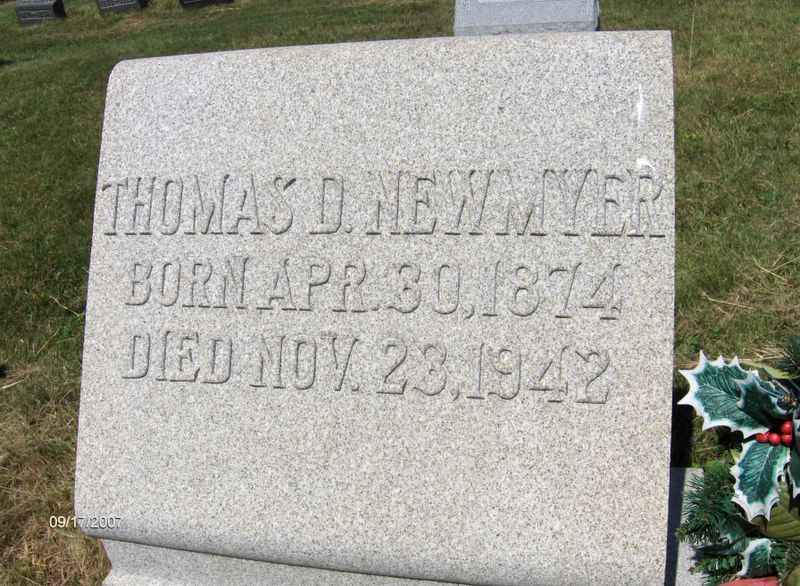 THOMAS D. NEWMYER
BORN APR. 30, 1874
DIED NOV. 23, 1942
09/17/2007